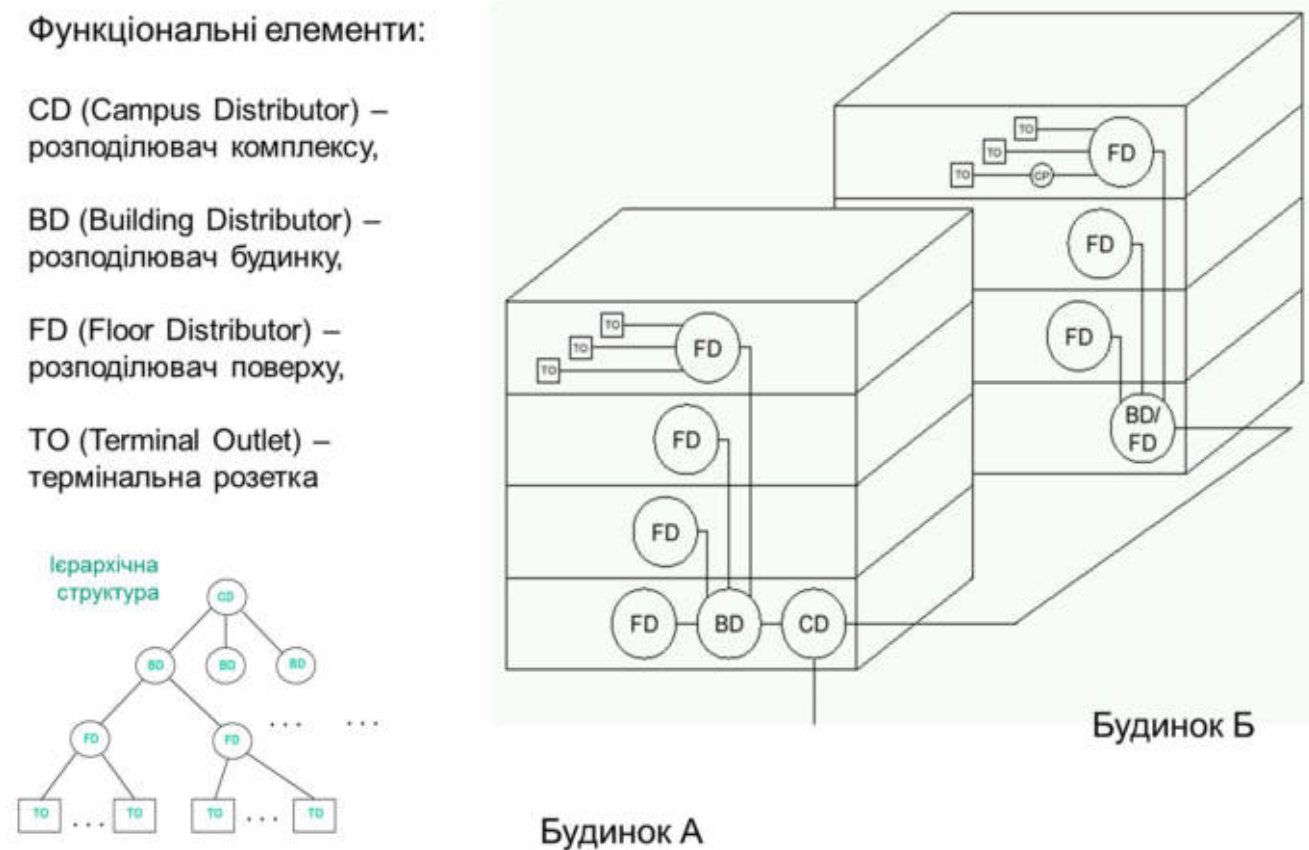 Функціональні елементи:
CD (Campus Distributor) –
розподілювач комплексу,
BD (Building Distributor) –
розподілювач будинку,
FD (Floor Distributor) –
розподілювач поверху,
TO (Terminal Outlet) –
термінальна розетка
Ієрархічна
структура
CD
BD
BD
BD
. . .
. . .
FD
FD
TO
. . .
TO
TO
. . .
TO
TO
TO
TO
CP
FD
FD
FD
BD/
FD
TO
TO
TO
FD
FD
FD
FD
BD
CD
Будинок Б
Будинок А